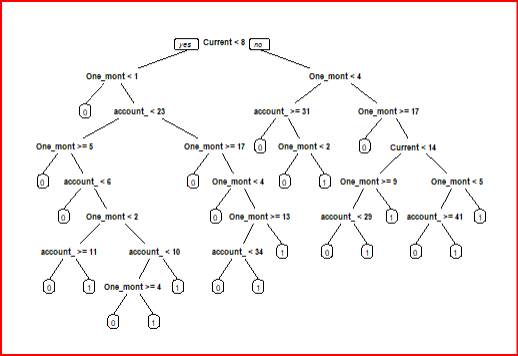 yes Current < 8 no
One_mont < 1 One_mont < 4
0 account_ < 23 account_ >= 31 One_mont >= 17
One_mont >= 5 One_mont >= 17 0 One_mont < 2 0 Current < 14
0 account_ < 6 0 One_mont < 4 0 1 One_mont >= 9 One_mont < 5
0 One_mont < 2 0 One_mont >= 13 account_ < 29 1 account_ >= 41 1
account_ >= 11 account_ < 10 account_ < 34 1 0 1 0 1
0 1 One_mont >= 4 1 0 1
0 1